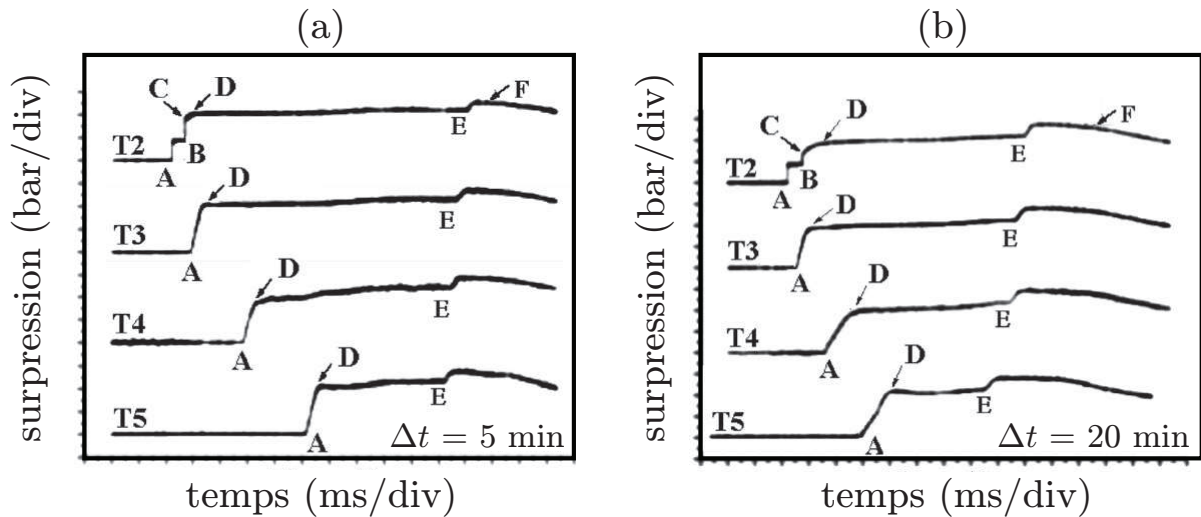 (a)
surpression (bar/div)
C D F
T2 B E
A
D
T3 E
A
D
T4 E
A
D
T5 E
A Δt = 5 min
temps (ms/div)
(b)
surpression (bar/div)
D F
C
T2 B E
A
D
T3 E
A
D
T4 E
A
D
T5 E
A Δt = 20 min
temps (ms/div)